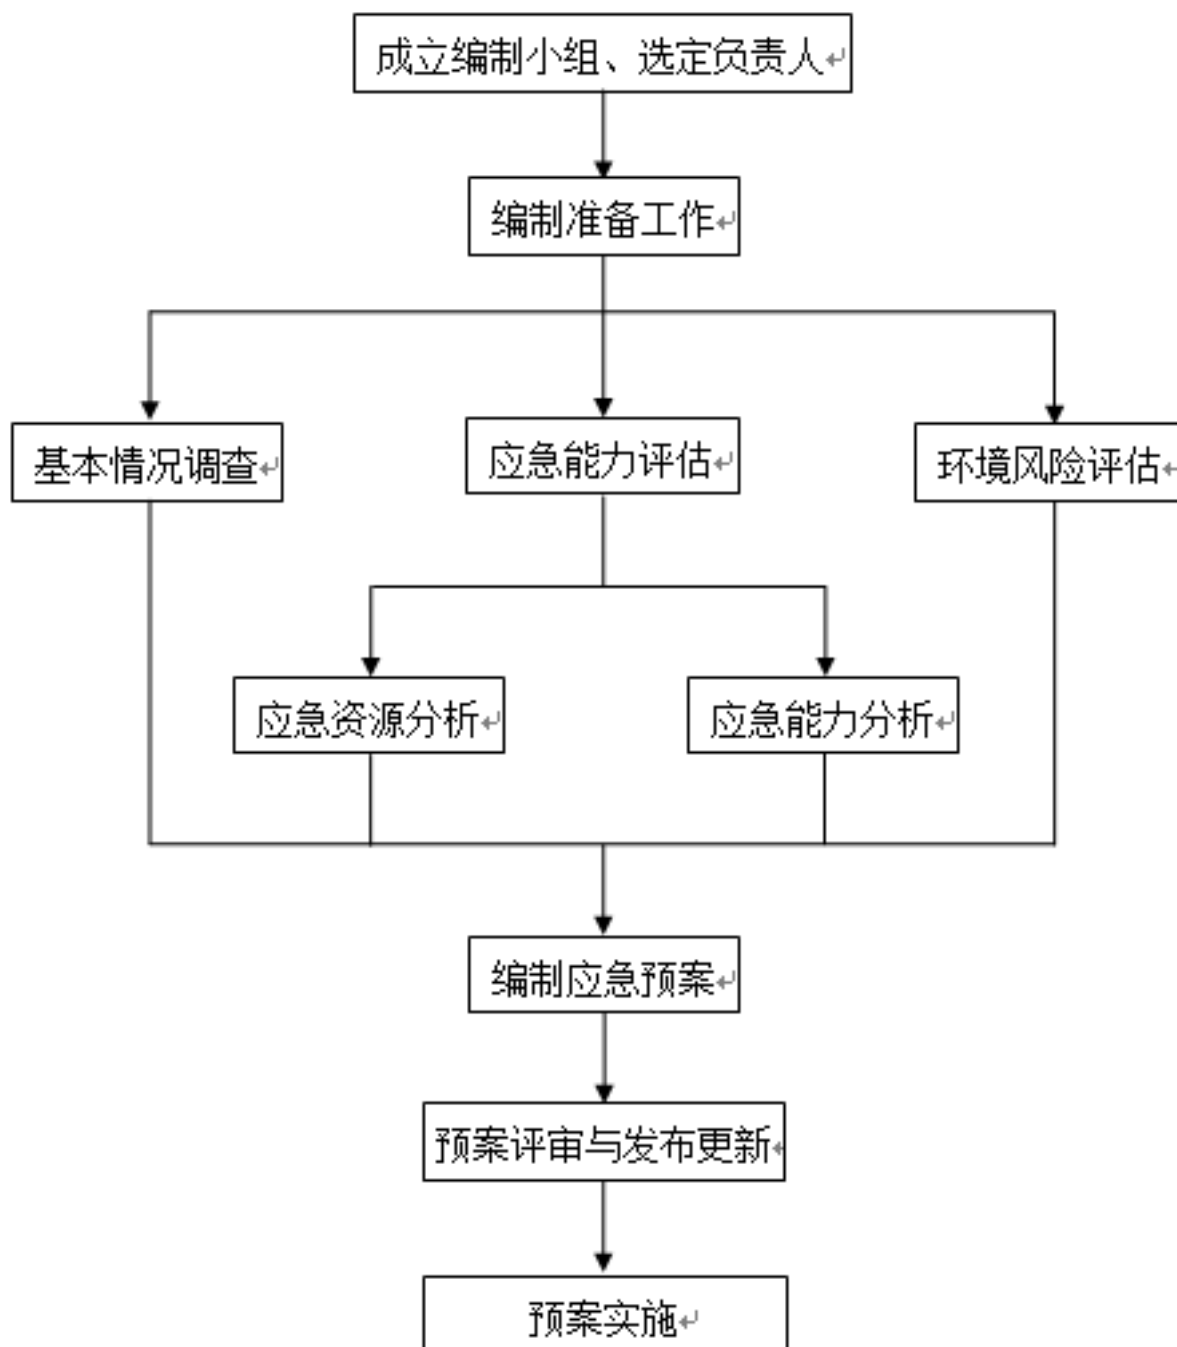 成立编制小组、选定负责人
编制准备工作
基本情况调查
应急能力评估
环境风险评估
应急资源分析
应急能力分析
编制应急预案
预案评审与发布更新
预案实施